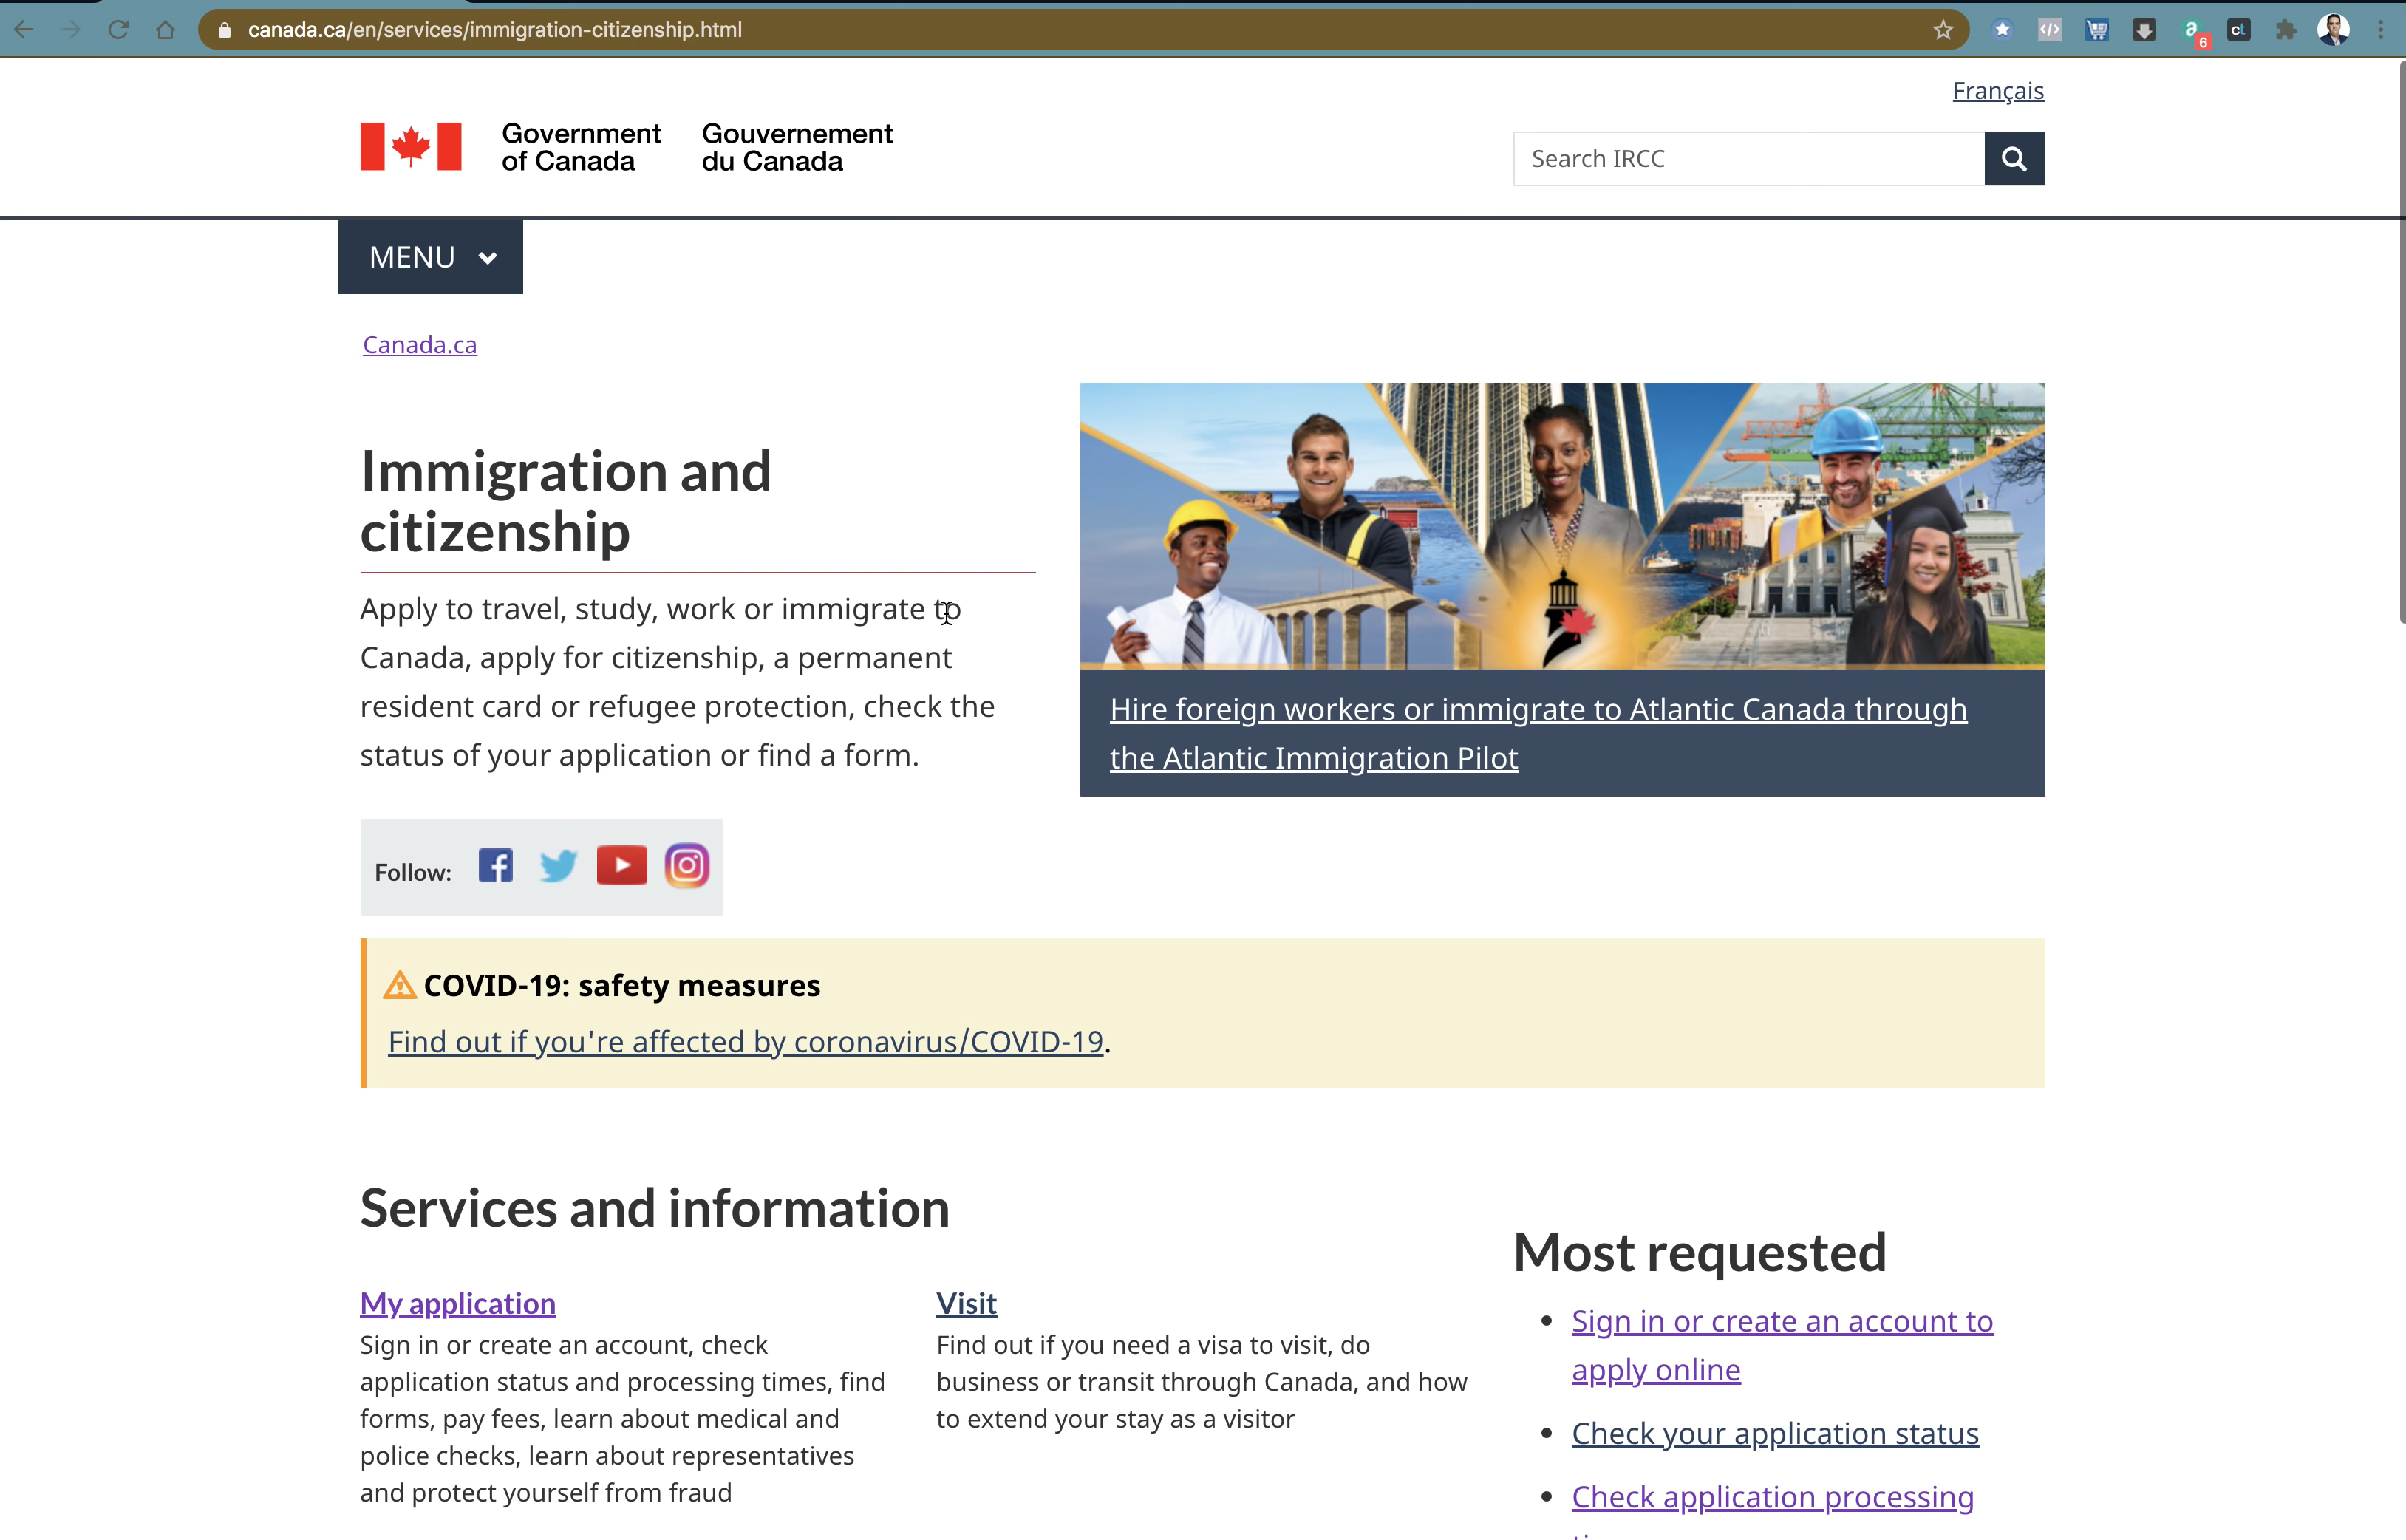 canada.ca/en/services/immigration-citizenship.html
6
ct
Français
Government of Canada
Gouvernement du Canada
Search IRCC
MENU
Canada.ca
Immigration and
citizenship
Apply to travel, study, work or immigrate to
Canada, apply for citizenship, a permanent
resident card or refugee protection, check the
status of your application or find a form.
Hire foreign workers or immigrate to Atlantic Canada through
the Atlantic Immigration Pilot
Follow:
COVID-19: safety measures
Find out if you're affected by coronavirus/COVID-19.
Services and information
My application
Sign in or create an account, check
application status and processing times, find
forms, pay fees, learn about medical and
police checks, learn about representatives
and protect yourself from fraud
Visit
Find out if you need a visa to visit, do
business or transit through Canada, and how
to extend your stay as a visitor
Most requested
Sign in or create an account to
apply online
Check your application status
Check application processing